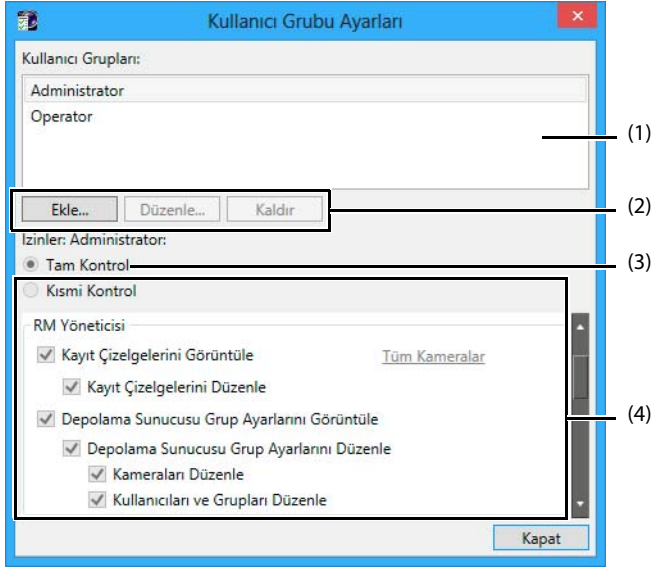 Kullanıcı Grubu Ayarları
Kullanıcı Grupları:
Administrator
Operator
(1)
Ekle... Düzenle... Kaldır
(2)
İzinler: Administrator:
Tam Kontrol
(3)
Kısmi Kontrol
RM Yöneticisi
Kayıt Çizelgelerini Görüntüle Tüm Kameralar
Kayıt Çizelgelerini Düzenle
Depolama Sunucusu Grup Ayarlarını Görüntüle
(4)
Depolama Sunucusu Grup Ayarlarını Düzenle
Kameraları Düzenle
Kullanıcıları ve Grupları Düzenle
Kapat